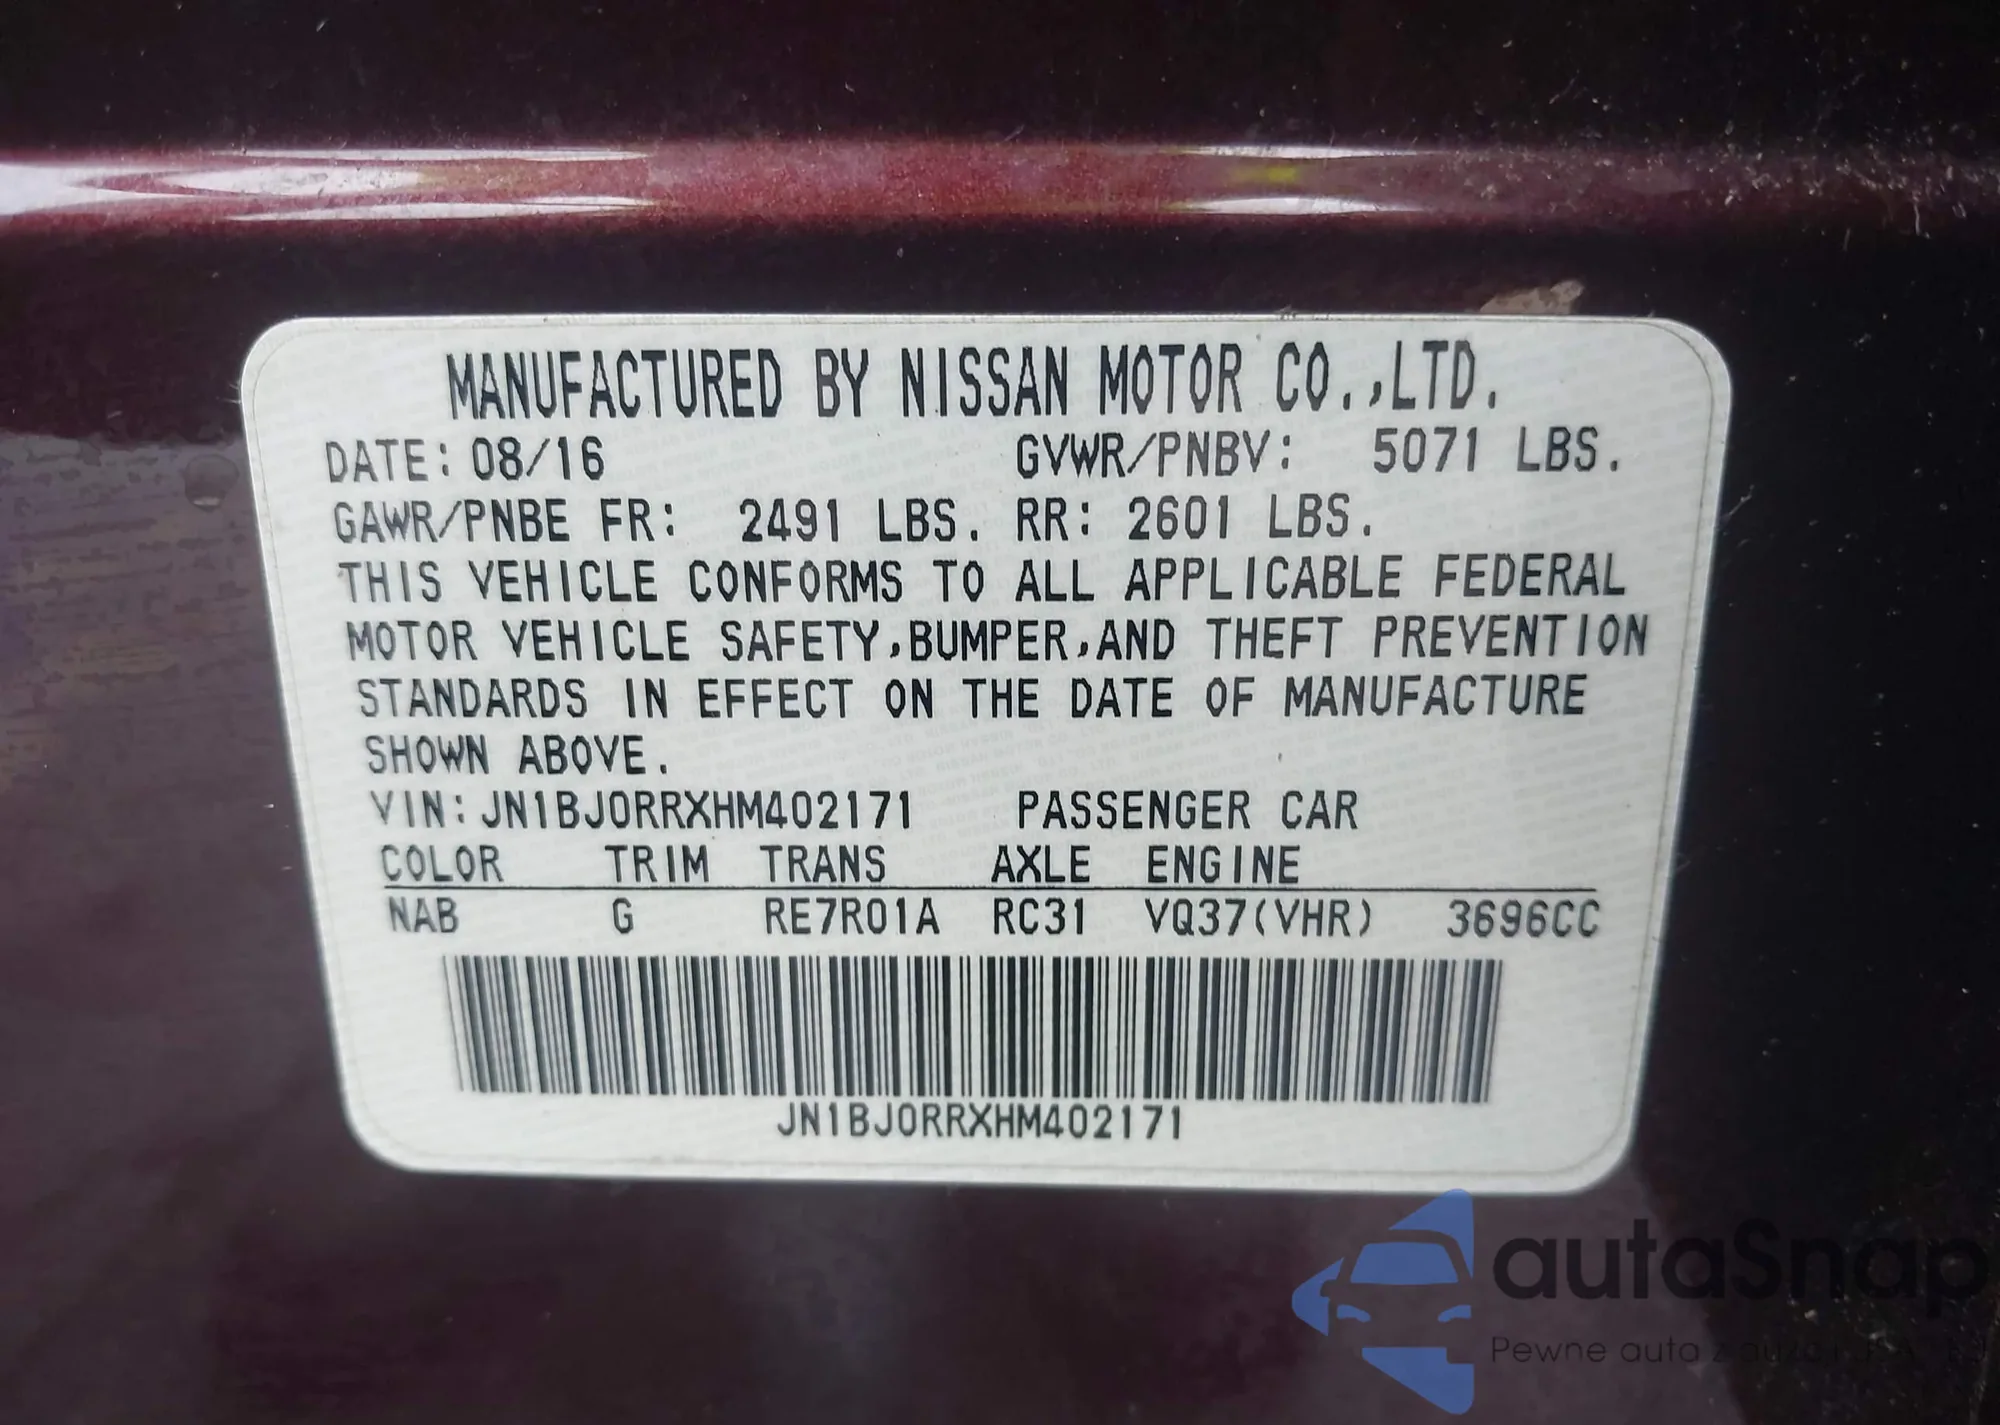 MANUFACTURED BY NISSAN MOTOR CO.,LTD.
DATE: 08/16 GVWR/PNBV: 5071 LBS.
GAWR/PNBE FR: 2491 LBS. RR: 2601 LBS.
THIS VEHICLE CONFORMS TO ALL APPLICABLE FEDERAL
MOTOR VEHICLE SAFETY,BUMPER,AND THEFT PREVENTION
STANDARDS IN EFFECT ON THE DATE OF MANUFACTURE
SHOWN ABOVE.
VIN:JN1BJ0RRXHM402171 PASSENGER CAR
COLOR TRIM TRANS AXLE ENGINE
NAB G RE7R01A RC31 VQ37(VHR) 3696CC
JN1BJ0RRXHM402171
autaSnap
Pewne auta z